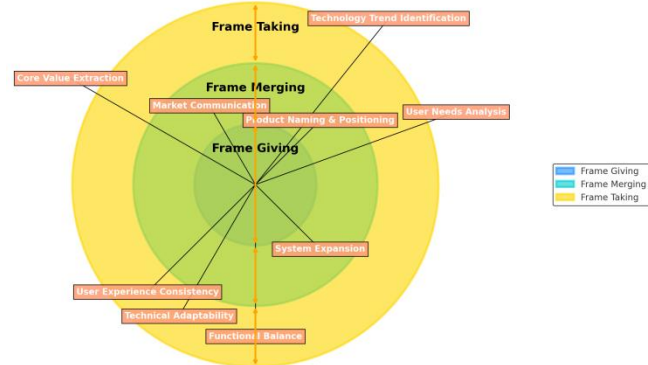 Technology Trend Identification
Frame Taking
Core Value Extraction
Frame Merging
Market Communication
User Needs Analysis
Product Naming & Positioning
Frame Giving
Frame Giving
Frame Merging
Frame Taking
System Expansion
User Experience Consistency
Technical Adaptability
Functional Balance